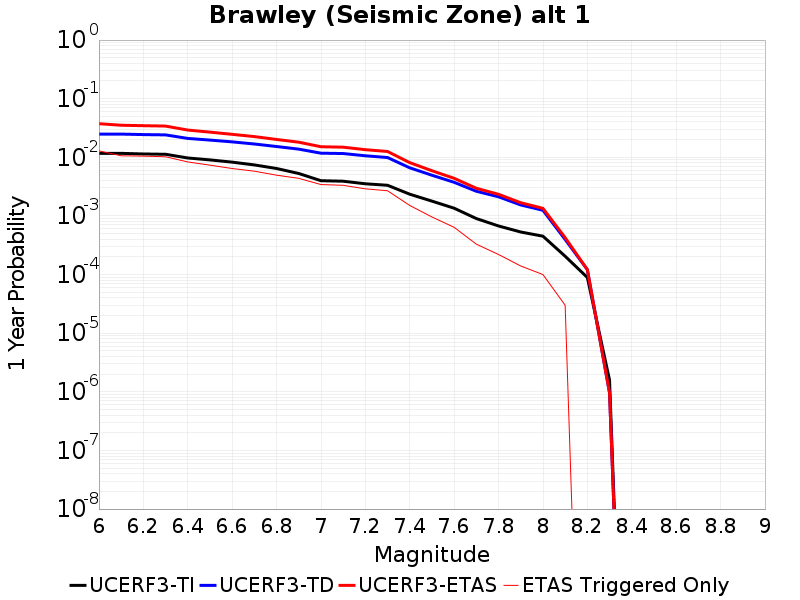 Brawley (Seismic Zone) alt 1
10^0
10^-1
10^-2
10^-3
10^-4
10^-5
10^-6
10^-7
10^-8
1 Year Probability
6 6.2 6.4 6.6 6.8 7 7.2 7.4 7.6 7.8 8 8.2 8.4 8.6 8.8 9
Magnitude
UCERF3-TI UCERF3-TD UCERF3-ETAS ETAS Triggered Only